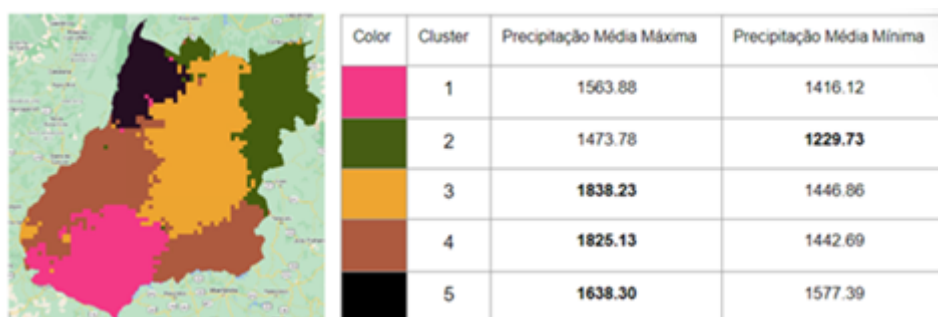 Color Cluster Precipitação Média Máxima Precipitação Média Mínima
1 1563.88 1416.12
2 1473.78 1229.73
3 1838.23 1446.86
4 1825.13 1442.69
5 1638.30 1577.39